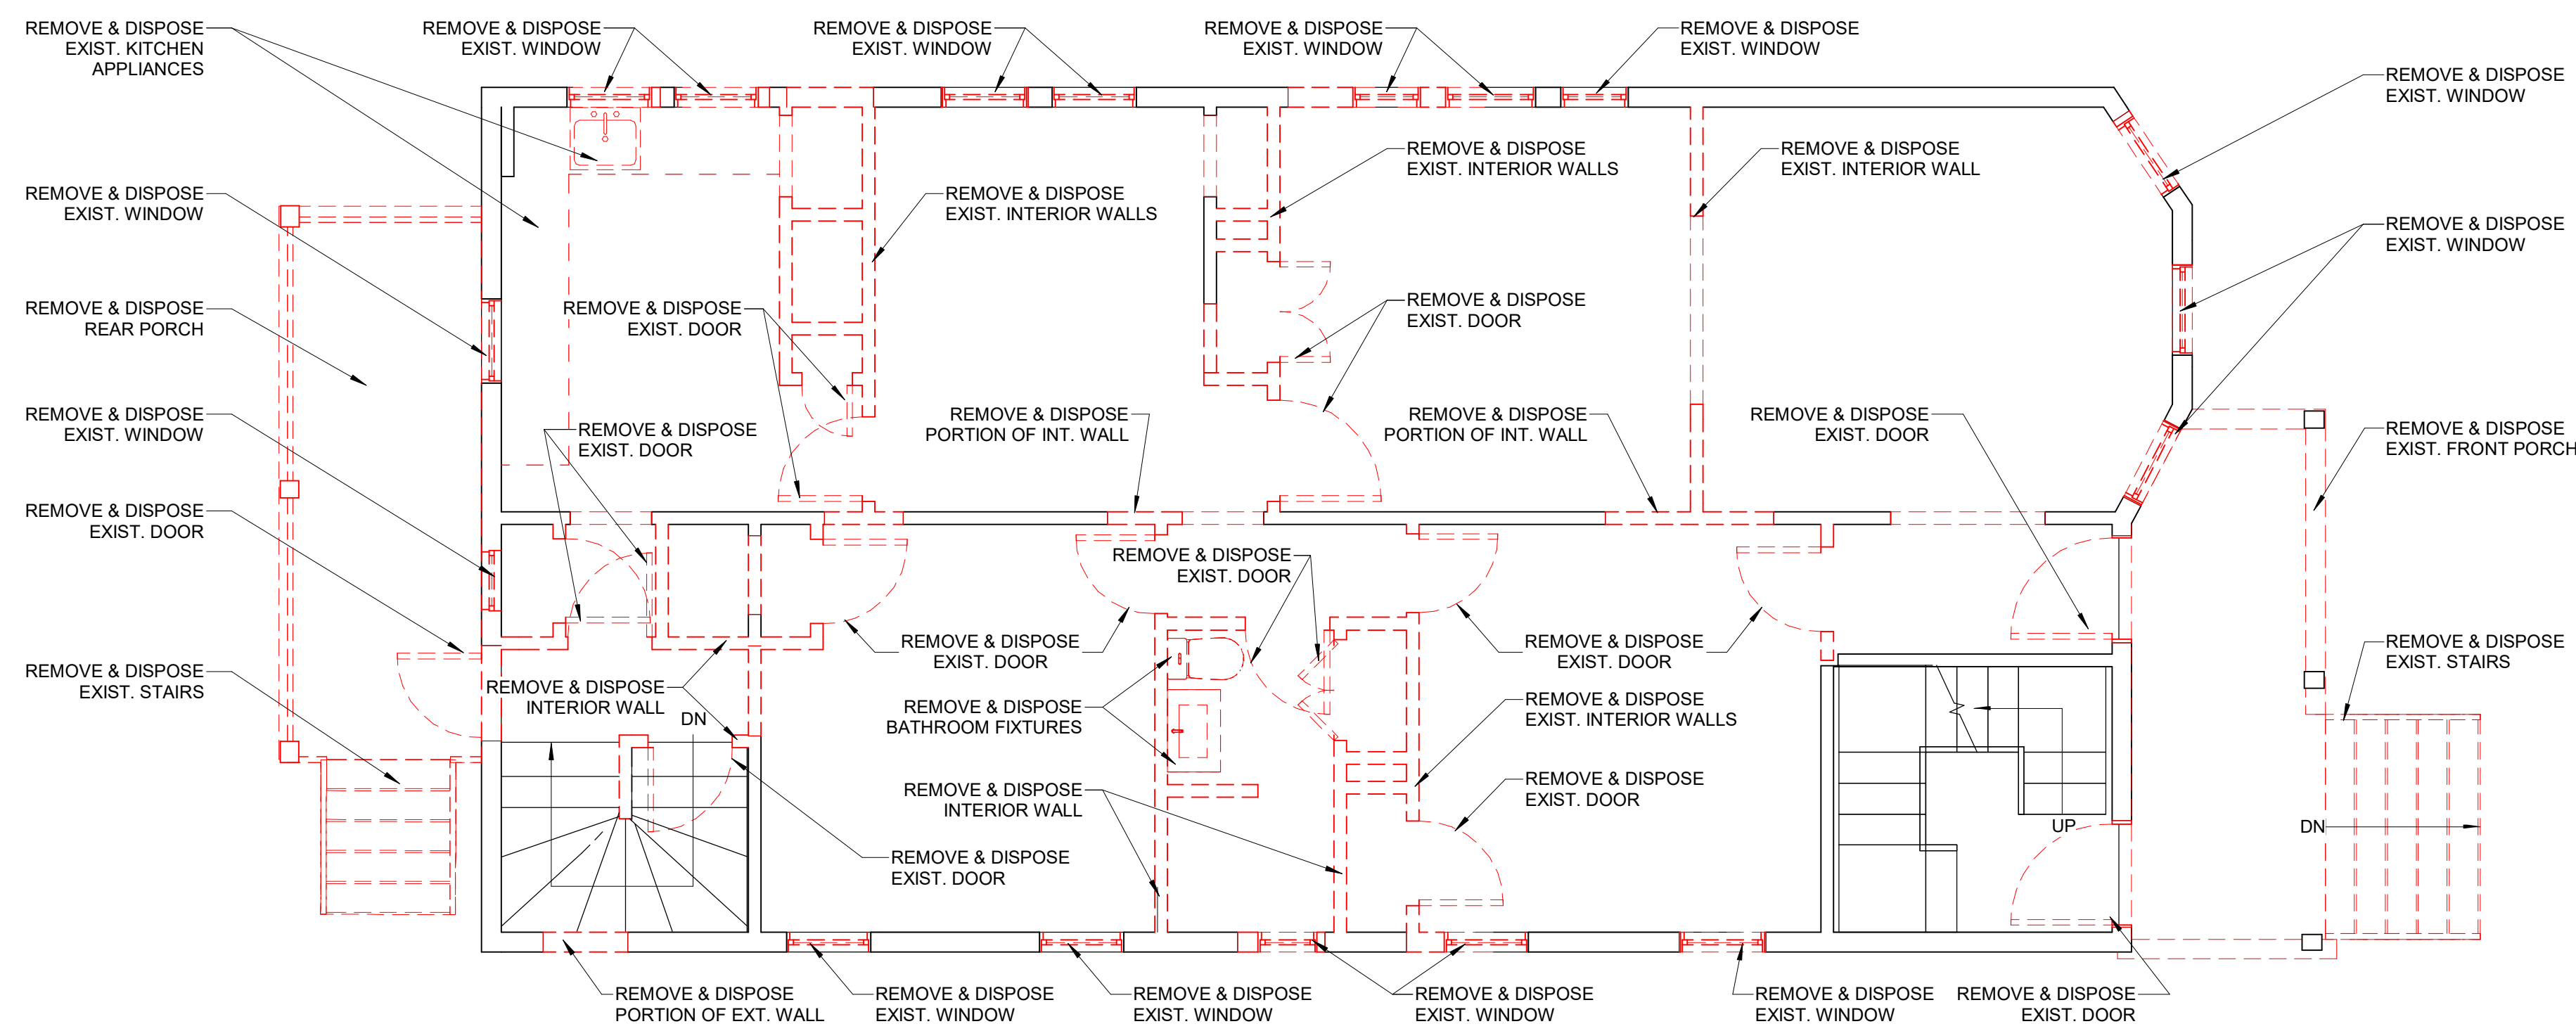 REMOVE & DISPOSE
EXIST. KITCHEN
APPLIANCES
REMOVE & DISPOSE
EXIST. WINDOW
REMOVE & DISPOSE
EXIST. WINDOW
REMOVE & DISPOSE
EXIST. WINDOW
REMOVE & DISPOSE
EXIST. WINDOW
REMOVE & DISPOSE
EXIST. WINDOW
REMOVE & DISPOSE
EXIST. INTERIOR WALLS
REMOVE & DISPOSE
EXIST. INTERIOR WALL
REMOVE & DISPOSE
EXIST. WINDOW
REMOVE & DISPOSE
EXIST. INTERIOR WALLS
REMOVE & DISPOSE
EXIST. WINDOW
REMOVE & DISPOSE
REAR PORCH
REMOVE & DISPOSE
EXIST. DOOR
REMOVE & DISPOSE
EXIST. DOOR
REMOVE & DISPOSE
EXIST. WINDOW
REMOVE & DISPOSE
EXIST. DOOR
REMOVE & DISPOSE
PORTION OF INT. WALL
REMOVE & DISPOSE
PORTION OF INT. WALL
REMOVE & DISPOSE
EXIST. DOOR
REMOVE & DISPOSE
EXIST. FRONT PORCH
REMOVE & DISPOSE
EXIST. DOOR
REMOVE & DISPOSE
EXIST. DOOR
REMOVE & DISPOSE
EXIST. STAIRS
REMOVE & DISPOSE
INTERIOR WALL
DN
REMOVE & DISPOSE
EXIST. DOOR
REMOVE & DISPOSE
EXIST. DOOR
REMOVE & DISPOSE
EXIST. STAIRS
REMOVE & DISPOSE
BATHROOM FIXTURES
REMOVE & DISPOSE
EXIST. INTERIOR WALLS
REMOVE & DISPOSE
INTERIOR WALL
REMOVE & DISPOSE
EXIST. DOOR
UP
DN
REMOVE & DISPOSE
EXIST. DOOR
REMOVE & DISPOSE
PORTION OF EXT. WALL
REMOVE & DISPOSE
EXIST. WINDOW
REMOVE & DISPOSE
EXIST. WINDOW
REMOVE & DISPOSE
EXIST. WINDOW
REMOVE & DISPOSE
EXIST. WINDOW
REMOVE & DISPOSE
EXIST. DOOR